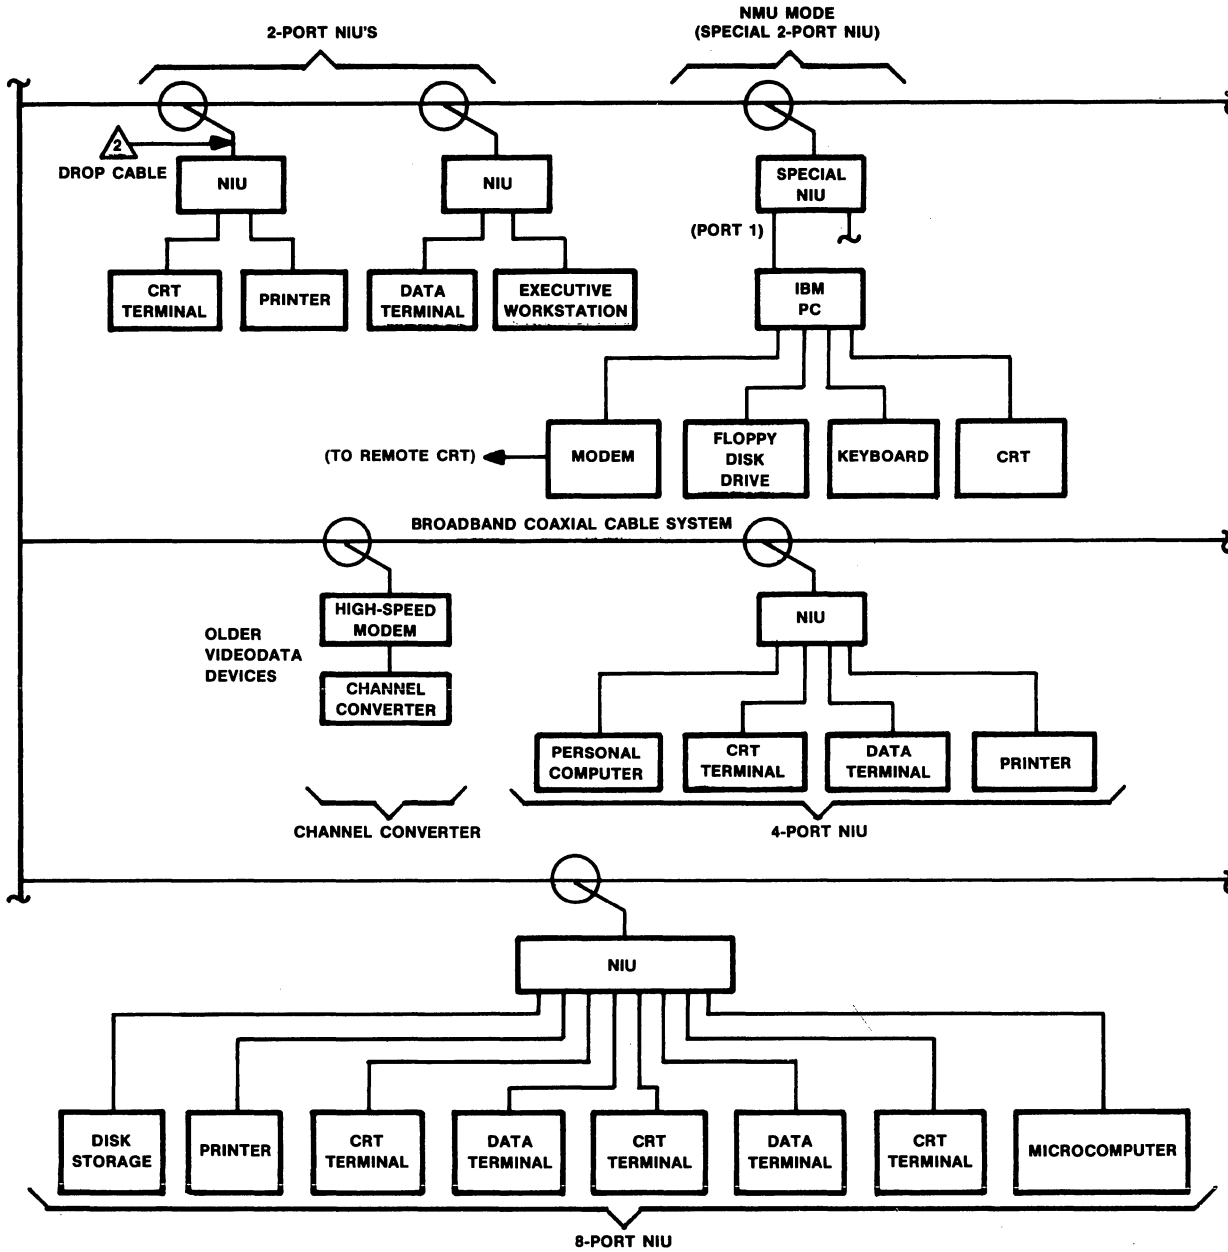 2-PORT NIU'S
NMU MODE
(SPECIAL 2-PORT NIU)
2
DROP CABLE
NIU
NIU
SPECIAL
NIU
(PORT 1)
CRT
TERMINAL
PRINTER
DATA
TERMINAL
EXECUTIVE
WORKSTATION
IBM
PC
(TO REMOTE CRT)
MODEM
FLOPPY
DISK
DRIVE
KEYBOARD
CRT
BROADBAND COAXIAL CABLE SYSTEM
OLDER
VIDEODATA
DEVICES
HIGH-SPEED
MODEM
CHANNEL
CONVERTER
NIU
PERSONAL
COMPUTER
CRT
TERMINAL
DATA
TERMINAL
PRINTER
CHANNEL CONVERTER
4-PORT NIU
NIU
DISK
STORAGE
PRINTER
CRT
TERMINAL
DATA
TERMINAL
CRT
TERMINAL
DATA
TERMINAL
CRT
TERMINAL
MICROCOMPUTER
8-PORT NIU